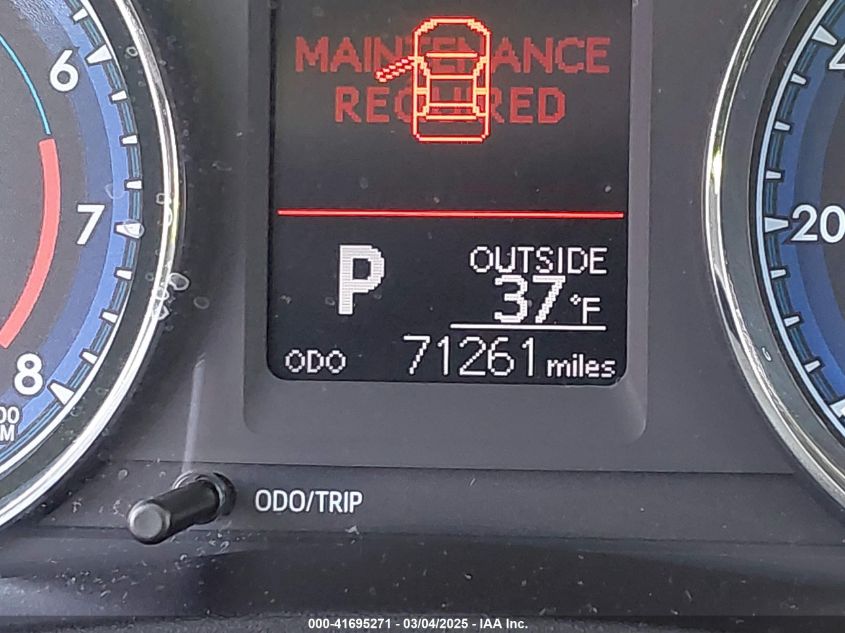 MAINTENANCE
REQUIRED
6
7
8
20
P
OUTSIDE
37°F
ODO 71261 miles
ODO/TRIP
000-41695271 - 03/04/2025 - IAA Inc.